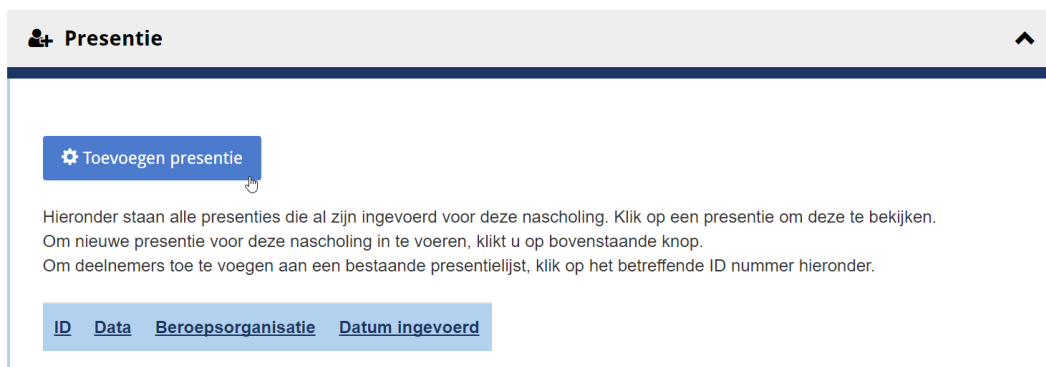 Presentie
Toevoegen presentie
Hieronder staan alle presenties die al zijn ingevoerd voor deze nascholing. Klik op een presentie om deze te bekijken.
Om nieuwe presentie voor deze nascholing in te voeren, klikt u op bovenstaande knop.
Om deelnemers toe te voegen aan een bestaande presentielijst, klik op het betreffende ID nummer hieronder.
ID Data Beroepsorganisatie Datum ingevoerd